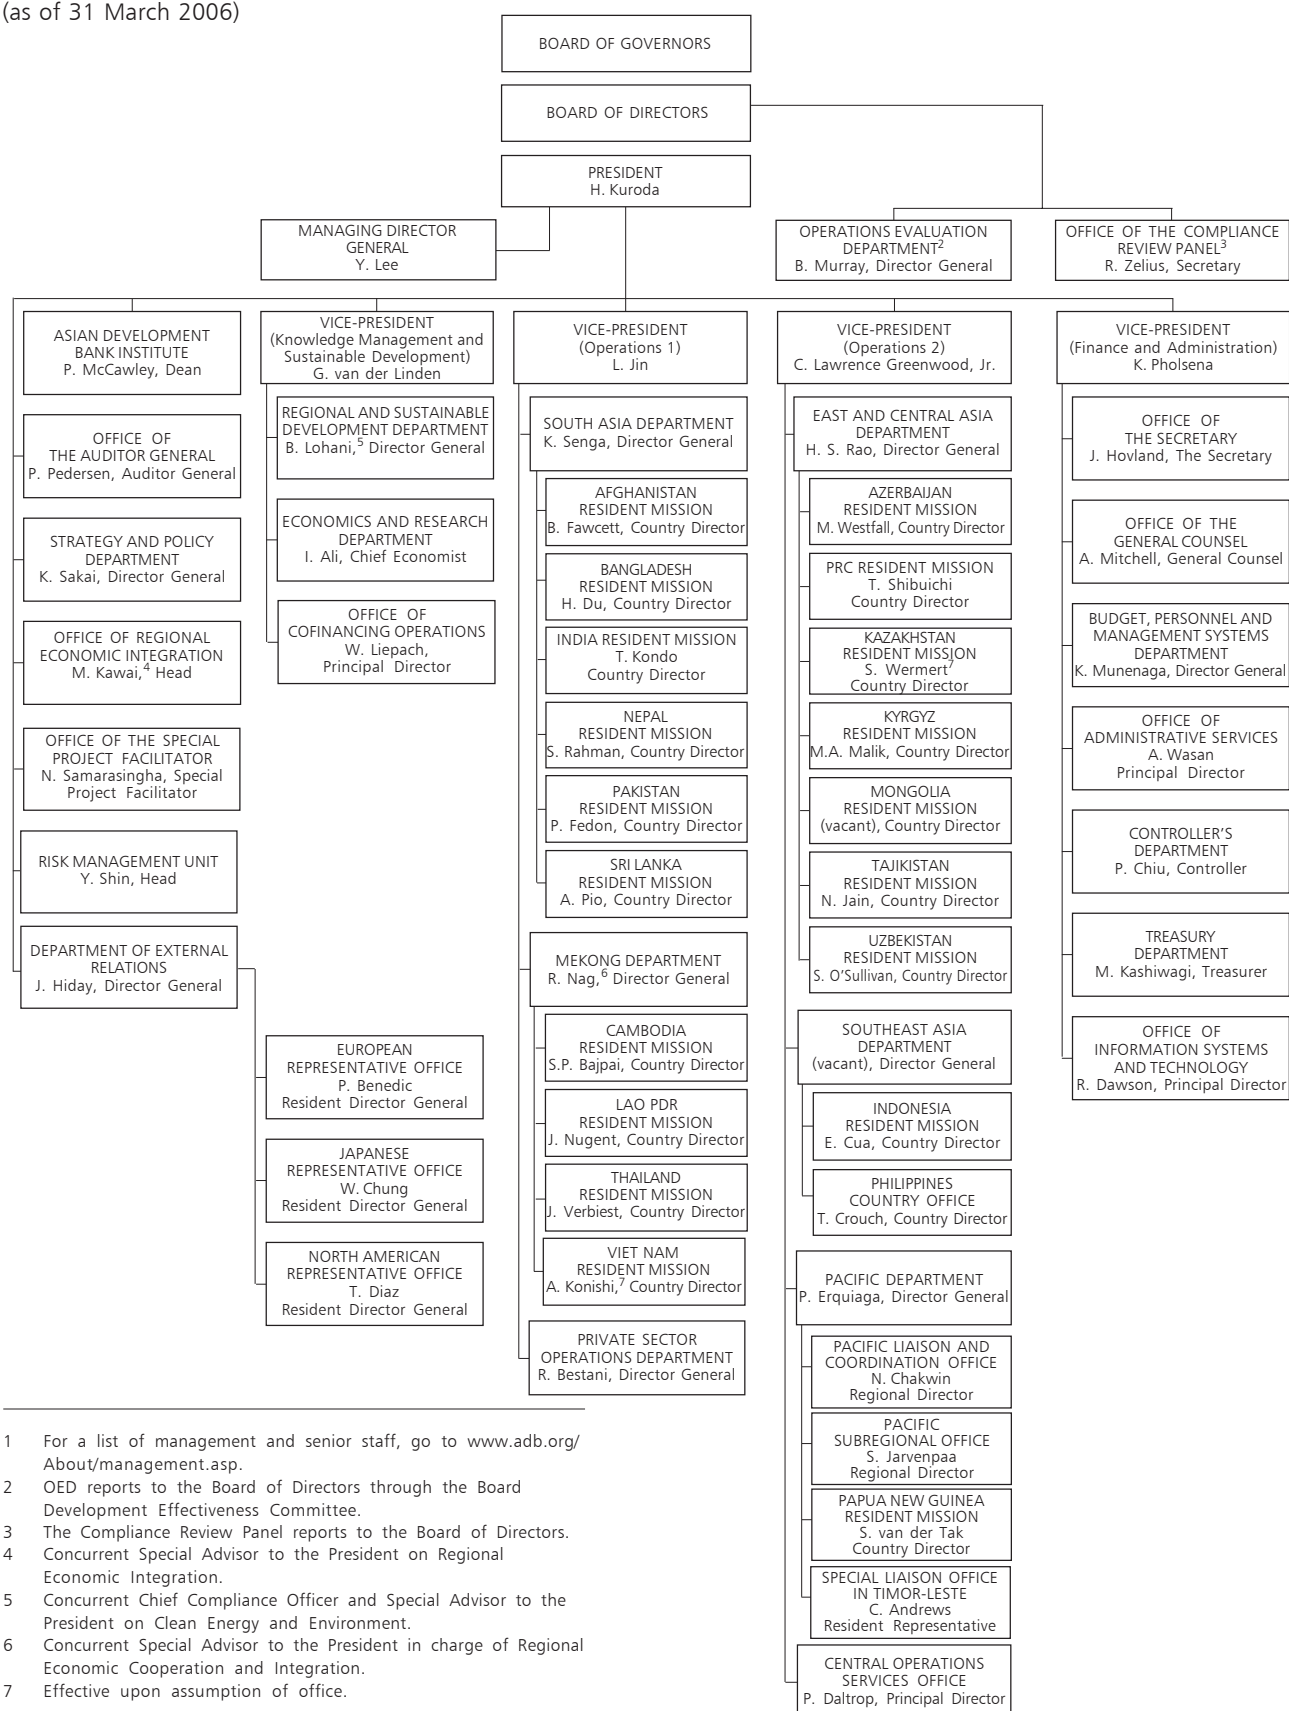 (as of 31 March 2006)
BOARD OF GOVERNORS
BOARD OF DIRECTORS
PRESIDENT
H. Kuroda
MANAGING DIRECTOR
GENERAL
Y. Lee
OPERATIONS EVALUATION
DEPARTMENT2
B. Murray, Director General
OFFICE OF THE COMPLIANCE
REVIEW PANEL3
R. Zelius, Secretary
ASIAN DEVELOPMENT
BANK INSTITUTE
P. McCawley, Dean
OFFICE OF
THE AUDITOR GENERAL
P. Pedersen, Auditor General
STRATEGY AND POLICY
DEPARTMENT
K. Sakai, Director General
OFFICE OF REGIONAL
ECONOMIC INTEGRATION
M. Kawai,4 Head
OFFICE OF THE SPECIAL
PROJECT FACILITATOR
N. Samarasingha, Special
Project Facilitator
RISK MANAGEMENT UNIT
Y. Shin, Head
DEPARTMENT OF EXTERNAL
RELATIONS
J. Hiday, Director General
EUROPEAN
REPRESENTATIVE OFFICE
P. Benedic
Resident Director General
JAPANESE
REPRESENTATIVE OFFICE
W. Chung
Resident Director General
NORTH AMERICAN
REPRESENTATIVE OFFICE
T. Diaz
Resident Director General
VICE-PRESIDENT
(Knowledge Management and
Sustainable Development)
G. van der Linden
REGIONAL AND SUSTAINABLE
DEVELOPMENT DEPARTMENT
B. Lohani,5 Director General
ECONOMICS AND RESEARCH
DEPARTMENT
I. Ali, Chief Economist
OFFICE OF
COFINANCING OPERATIONS
W. Liepach,
Principal Director
VICE-PRESIDENT
(Operations 1)
L. Jin
SOUTH ASIA DEPARTMENT
K. Senga, Director General
AFGHANISTAN
RESIDENT MISSION
B. Fawcett, Country Director
BANGLADESH
RESIDENT MISSION
H. Du, Country Director
INDIA RESIDENT MISSION
T. Kondo
Country Director
NEPAL
RESIDENT MISSION
S. Rahman, Country Director
PAKISTAN
RESIDENT MISSION
P. Fedon, Country Director
SRI LANKA
RESIDENT MISSION
A. Pio, Country Director
MEKONG DEPARTMENT
R. Nag,6 Director General
CAMBODIA
RESIDENT MISSION
S.P. Bajpai, Country Director
LAO PDR
RESIDENT MISSION
J. Nugent, Country Director
THAILAND
RESIDENT MISSION
J. Verbiest, Country Director
VIET NAM
RESIDENT MISSION
A. Konishi,7 Country Director
PRIVATE SECTOR
OPERATIONS DEPARTMENT
R. Bestani, Director General
VICE-PRESIDENT
(Operations 2)
C. Lawrence Greenwood, Jr.
EAST AND CENTRAL ASIA
DEPARTMENT
H. S. Rao, Director General
AZERBAIJAN
RESIDENT MISSION
M. Westfall, Country Director
PRC RESIDENT MISSION
T. Shibuichi
Country Director
KAZAKHSTAN
RESIDENT MISSION
S. Wermert7
Country Director
KYRGYZ
RESIDENT MISSION
M.A. Malik, Country Director
MONGOLIA
RESIDENT MISSION
(vacant), Country Director
TAJIKISTAN
RESIDENT MISSION
N. Jain, Country Director
UZBEKISTAN
RESIDENT MISSION
S. O'Sullivan, Country Director
SOUTHEAST ASIA
DEPARTMENT
(vacant), Director General
INDONESIA
RESIDENT MISSION
E. Cua, Country Director
PHILIPPINES
COUNTRY OFFICE
T. Crouch, Country Director
PACIFIC DEPARTMENT
P. Erquiaga, Director General
PACIFIC LIAISON AND
COORDINATION OFFICE
N. Chakwin
Regional Director
PACIFIC
SUBREGIONAL OFFICE
S. Jarvenpaa
Regional Director
PAPUA NEW GUINEA
RESIDENT MISSION
S. van der Tak
Country Director
SPECIAL LIAISON OFFICE
IN TIMOR-LESTE
C. Andrews
Resident Representative
CENTRAL OPERATIONS
SERVICES OFFICE
P. Daltrop, Principal Director
VICE-PRESIDENT
(Finance and Administration)
K. Pholsena
OFFICE OF
THE SECRETARY
J. Hovland, The Secretary
OFFICE OF THE
GENERAL COUNSEL
A. Mitchell, General Counsel
BUDGET, PERSONNEL AND
MANAGEMENT SYSTEMS
DEPARTMENT
K. Munenaga, Director General
OFFICE OF
ADMINISTRATIVE SERVICES
A. Wasan
Principal Director
CONTROLLER'S
DEPARTMENT
P. Chiu, Controller
TREASURY
DEPARTMENT
M. Kashiwagi, Treasurer
OFFICE OF
INFORMATION SYSTEMS
AND TECHNOLOGY
R. Dawson, Principal Director
1 For a list of management and senior staff, go to www.adb.org/
About/management.asp.
2 OED reports to the Board of Directors through the Board
Development Effectiveness Committee.
3 The Compliance Review Panel reports to the Board of Directors.
4 Concurrent Special Advisor to the President on Regional
Economic Integration.
5 Concurrent Chief Compliance Officer and Special Advisor to the
President on Clean Energy and Environment.
6 Concurrent Special Advisor to the President in charge of Regional
Economic Cooperation and Integration.
7 Effective upon assumption of office.